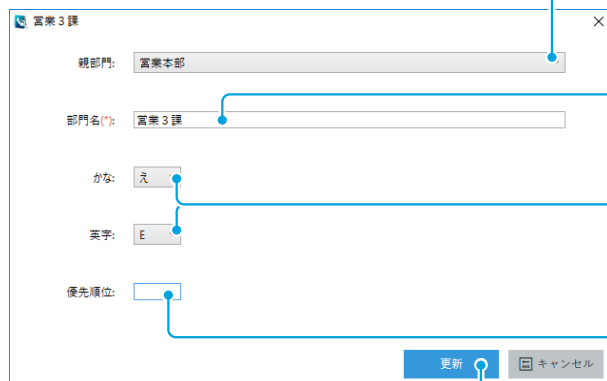 営業３課
親部門: 営業本部
部門名(*): 営業３課
かな: え
英字: E
優先順位:
更新 キャンセル